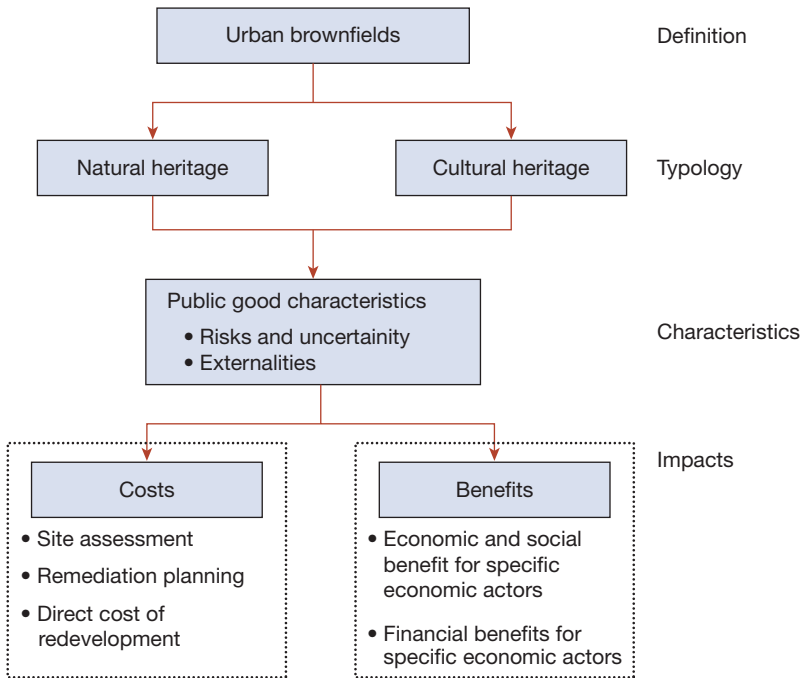 Urban brownfields
Definition
Natural heritage
Cultural heritage
Typology
Public good characteristics
• Risks and uncertainity
• Externalities
Characteristics
Impacts
Costs
• Site assessment
• Remediation planning
• Direct cost of
redevelopment
Benefits
• Economic and social
benefit for specific
economic actors
• Financial benefits for
specific economic actors